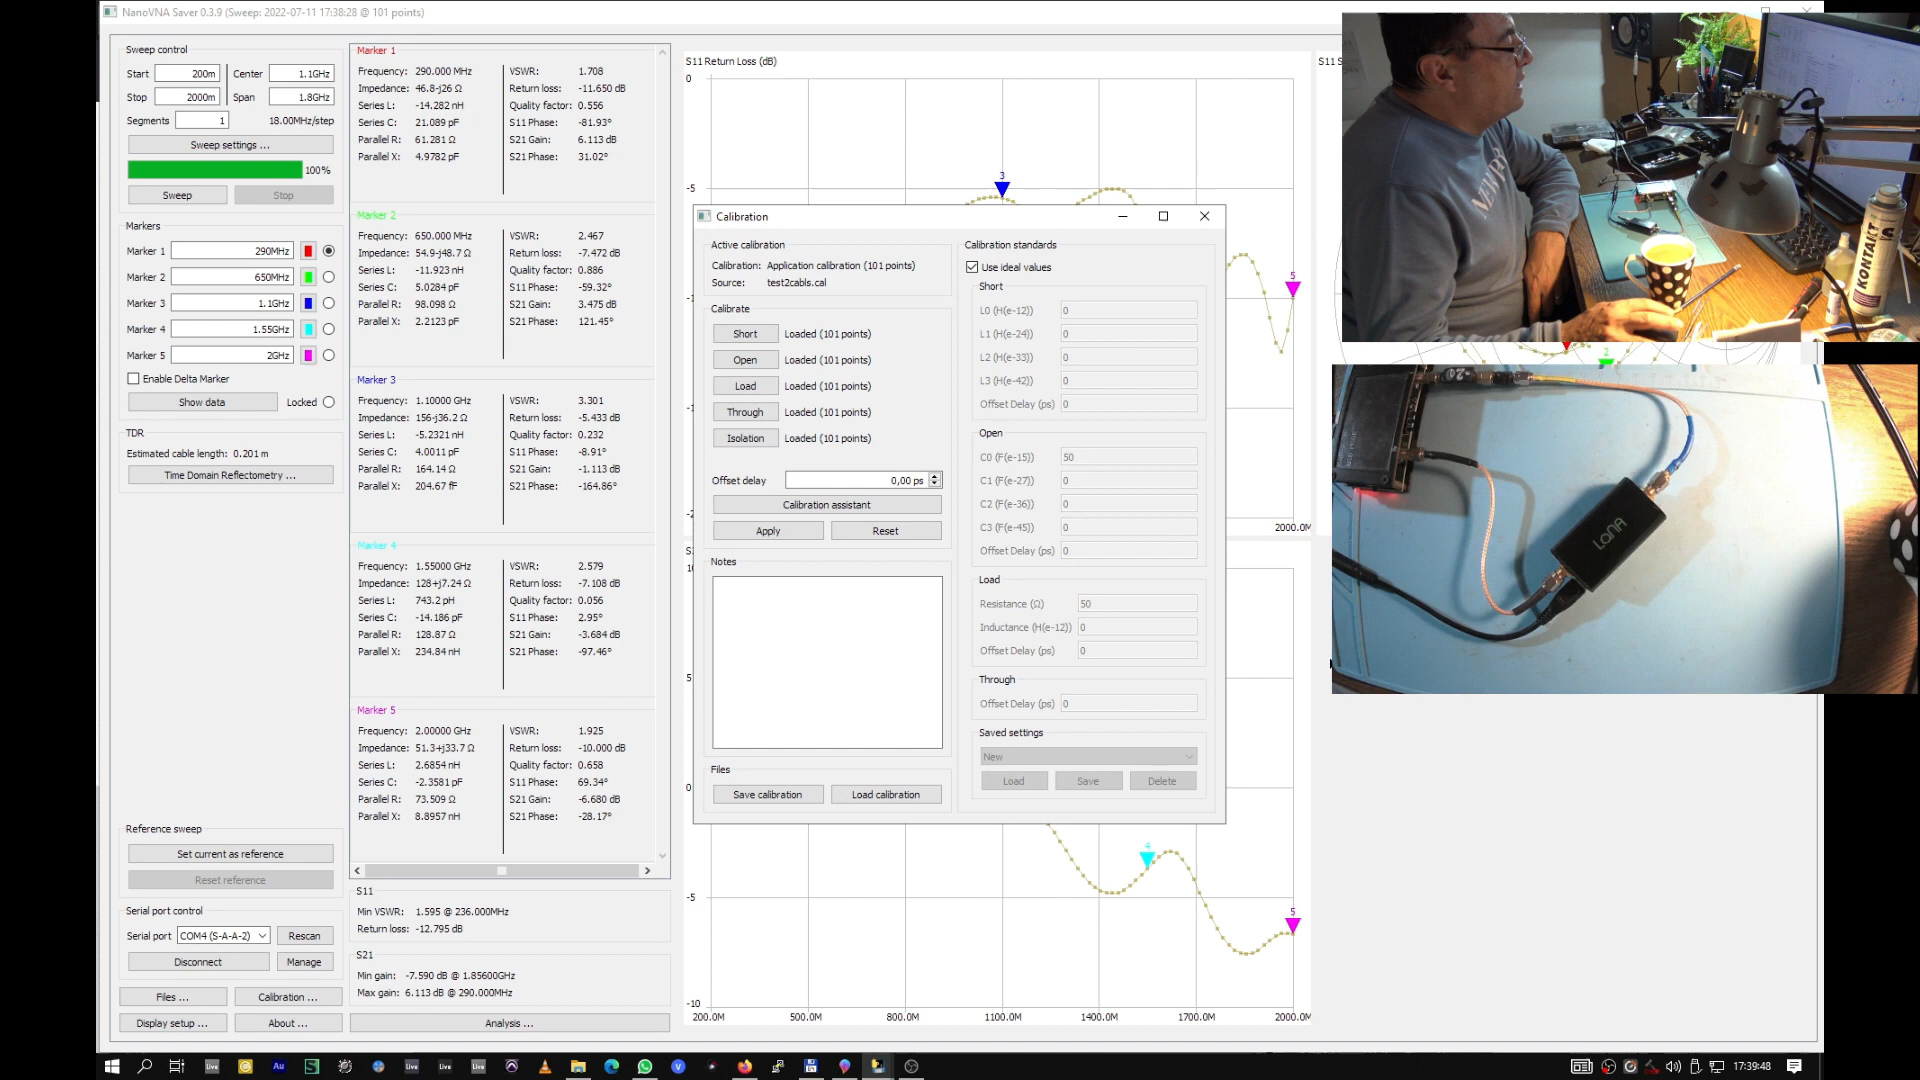 NanoVNA Saver 0.3.9 (Sweep: 2022-07-11 17:38:28 @ 101 points)
Sweep control
Start 200m Center 1.1GHz
Stop 2000m Span 1.8GHz
Segments 1 18.00MHz/step
Sweep settings ...
100%
Sweep Stop
Markers
Marker 1 290MHz
Marker 2 650MHz
Marker 3 1.1GHz
Marker 4 1.55GHz
Marker 5 2GHz
Enable Delta Marker
Show data Locked
TDR
Estimated cable length: 0.201 m
Time Domain Reflectometry ...
Reference sweep
Set current as reference
Reset reference
Serial port control
Serial port COM4 (S-A-A-2) Rescan
Disconnect Manage
Files ... Calibration ...
Display setup ... About ...
Marker 1
Frequency: 290.000 MHz VSWR: 1.708
Impedance: 46.8-j26 Ω Return loss: -11.650 dB
Series L: -14.282 nH Quality factor: 0.556
Series C: 21.089 pF S11 Phase: -81.93°
Parallel R: 61.281 Ω S21 Gain: 6.113 dB
Parallel X: 4.9782 pF S21 Phase: 31.02°
Marker 2
Frequency: 650.000 MHz VSWR: 2.467
Impedance: 54.9-j48.7 Ω Return loss: -7.472 dB
Series L: -11.923 nH Quality factor: 0.886
Series C: 5.0284 pF S11 Phase: -59.32°
Parallel R: 98.098 Ω S21 Gain: 3.475 dB
Parallel X: 2.2123 pF S21 Phase: 121.45°
Marker 3
Frequency: 1.10000 GHz VSWR: 3.301
Impedance: 156-j36.2 Ω Return loss: -5.433 dB
Series L: -5.2321 nH Quality factor: 0.232
Series C: 4.0011 pF S11 Phase: -8.91°
Parallel R: 164.14 Ω S21 Gain: -1.113 dB
Parallel X: 204.67 fF S21 Phase: -164.86°
Marker 4
Frequency: 1.55000 GHz VSWR: 2.579
Impedance: 128+j7.24 Ω Return loss: -7.108 dB
Series L: 743.2 pH Quality factor: 0.056
Series C: -14.186 pF S11 Phase: 2.95°
Parallel R: 128.87 Ω S21 Gain: -3.684 dB
Parallel X: 234.84 nH S21 Phase: -97.46°
Marker 5
Frequency: 2.00000 GHz VSWR: 1.925
Impedance: 51.3+j33.7 Ω Return loss: -10.000 dB
Series L: 2.6854 nH Quality factor: 0.658
Series C: -2.3581 pF S11 Phase: 69.34°
Parallel R: 73.509 Ω S21 Gain: -6.680 dB
Parallel X: 8.8957 nH S21 Phase: -28.17°
S11
Min VSWR: 1.595 @ 236.000MHz
Return loss: -12.795 dB
S21
Min gain: -7.590 dB @ 1.85600GHz
Max gain: 6.113 dB @ 290.000MHz
Analysis ...
S11 Return Loss (dB)
S11 S
0
-5
3
5
2000.0M
2
Calibration
Active calibration
Calibration: Application calibration (101 points)
Source: test2cabls.cal
Calibrate
Short Loaded (101 points)
Open Loaded (101 points)
Load Loaded (101 points)
Through Loaded (101 points)
Isolation Loaded (101 points)
Offset delay 0,00 ps
Calibration assistant
Apply Reset
Notes
Files
Save calibration Load calibration
Calibration standards
Use ideal values
Short
L0 (H(e-12)) 0
L1 (H(e-24)) 0
L2 (H(e-33)) 0
L3 (H(e-42)) 0
Offset Delay (ps) 0
Open
C0 (F(e-15)) 50
C1 (F(e-27)) 0
C2 (F(e-36)) 0
C3 (F(e-45)) 0
Offset Delay (ps) 0
Load
Resistance (Ω) 50
Inductance (H(e-12)) 0
Offset Delay (ps) 0
Through
Offset Delay (ps) 0
Saved settings
New
Load Save Delete
5
0
-5
-10
4
5
200.0M 500.0M 800.0M 1100.0M 1400.0M 1700.0M 2000.0M
KONTAKT
LaNA
Live
Au
S
Live
Live
Live
V
17:39:48